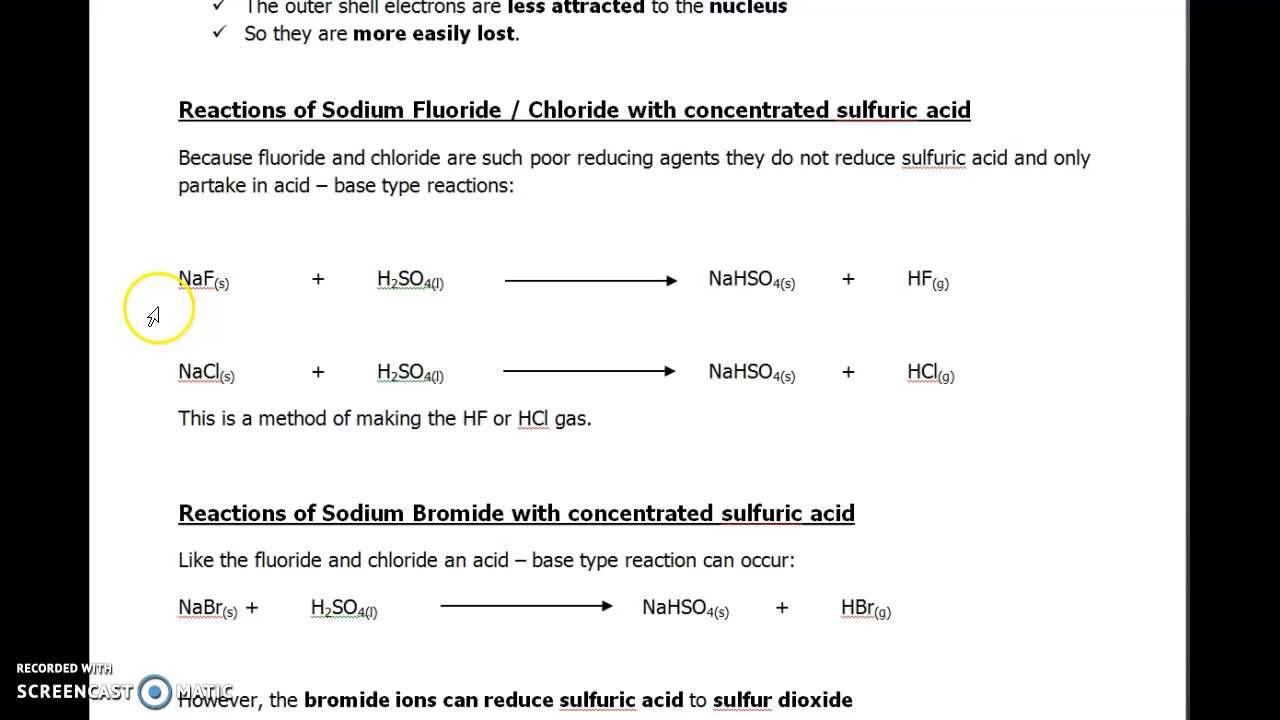 ✓ The outer shell electrons are less attracted to the nucleus
✓ So they are more easily lost.
Reactions of Sodium Fluoride / Chloride with concentrated sulfuric acid
Because fluoride and chloride are such poor reducing agents they do not reduce sulfuric acid and only
partake in acid – base type reactions:
NaF(s) + H₂SO₄(l) ⟶ NaHSO₄(s) + HF(g)
NaCl(s) + H₂SO₄(l) ⟶ NaHSO₄(s) + HCl(g)
This is a method of making the HF or HCl gas.
Reactions of Sodium Bromide with concentrated sulfuric acid
Like the fluoride and chloride an acid – base type reaction can occur:
NaBr(s) + H₂SO₄(l) ⟶ NaHSO₄(s) + HBr(g)
RECORDED WITH
SCREENCAST MATIC
However, the bromide ions can reduce sulfuric acid to sulfur dioxide